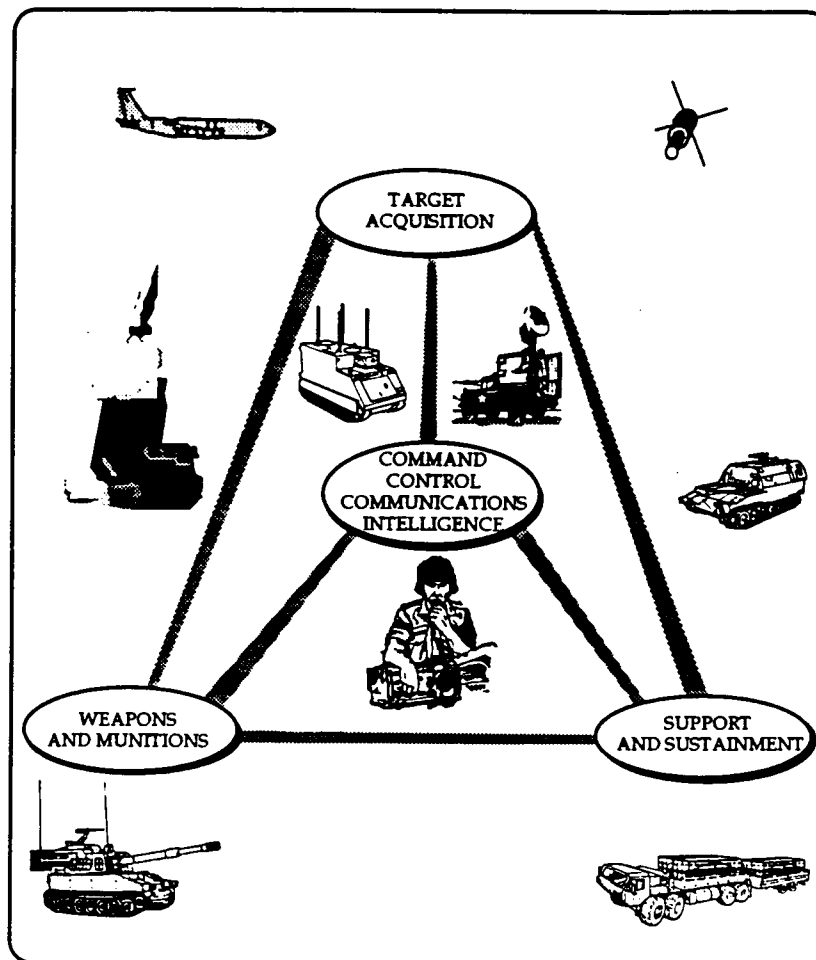 TARGET
ACQUISITION
COMMAND
CONTROL
COMMUNICATIONS
INTELLIGENCE
WEAPONS
AND MUNITIONS
SUPPORT
AND SUSTAINMENT